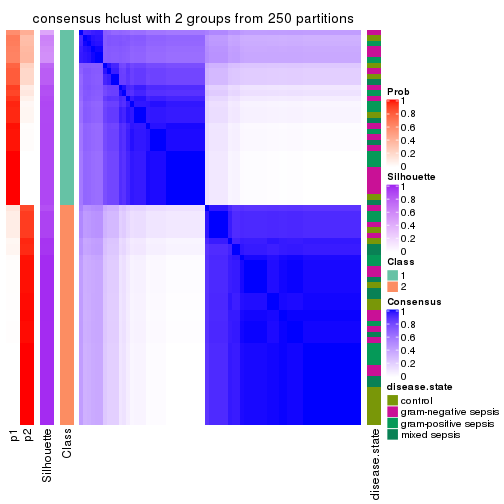 consensus hclust with 2 groups from 250 partitions
Prob
1
0.8
0.6
0.4
0.2
0
Silhouette
1
0.8
0.6
0.4
0.2
0
Class
1
2
Consensus
1
0.8
0.6
0.4
0.2
0
disease.state
control
gram-negative sepsis
gram-positive sepsis
mixed sepsis
p1
p2
Silhouette
Class
disease.state